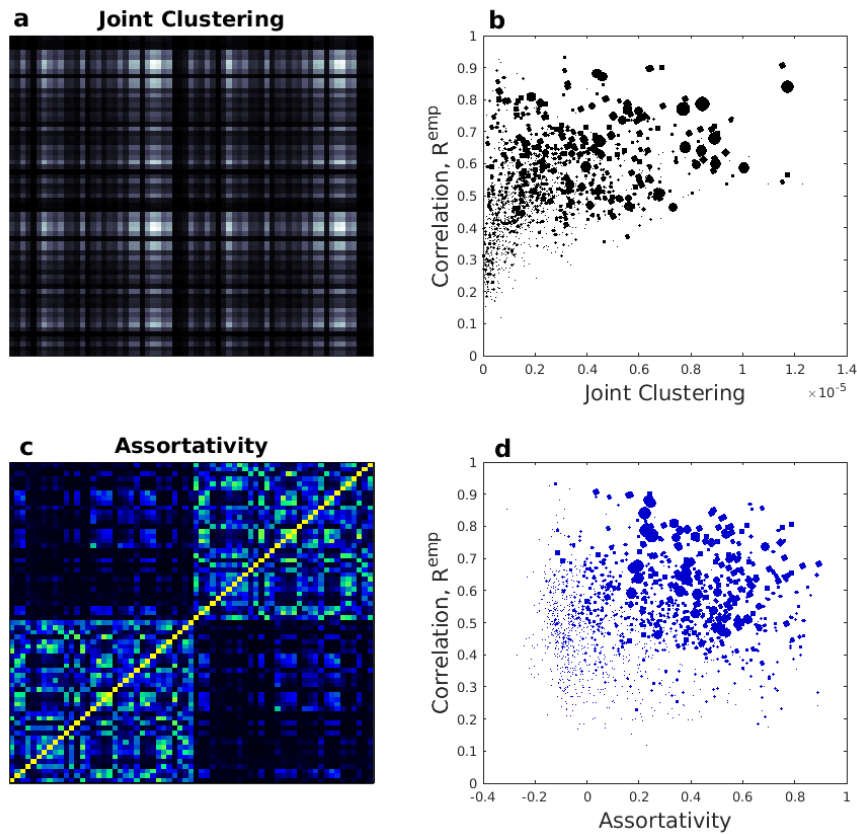 a
Joint Clustering
b
1
0.9
0.8
0.7
0.6
0.5
0.4
0.3
0.2
0.1
0
Correlation, R^emp
0 0.2 0.4 0.6 0.8 1 1.2 1.4
Joint Clustering
×10^-5
c
Assortativity
d
1
0.9
0.8
0.7
0.6
0.5
0.4
0.3
0.2
0.1
0
Correlation, R^emp
-0.4 -0.2 0 0.2 0.4 0.6 0.8 1
Assortativity